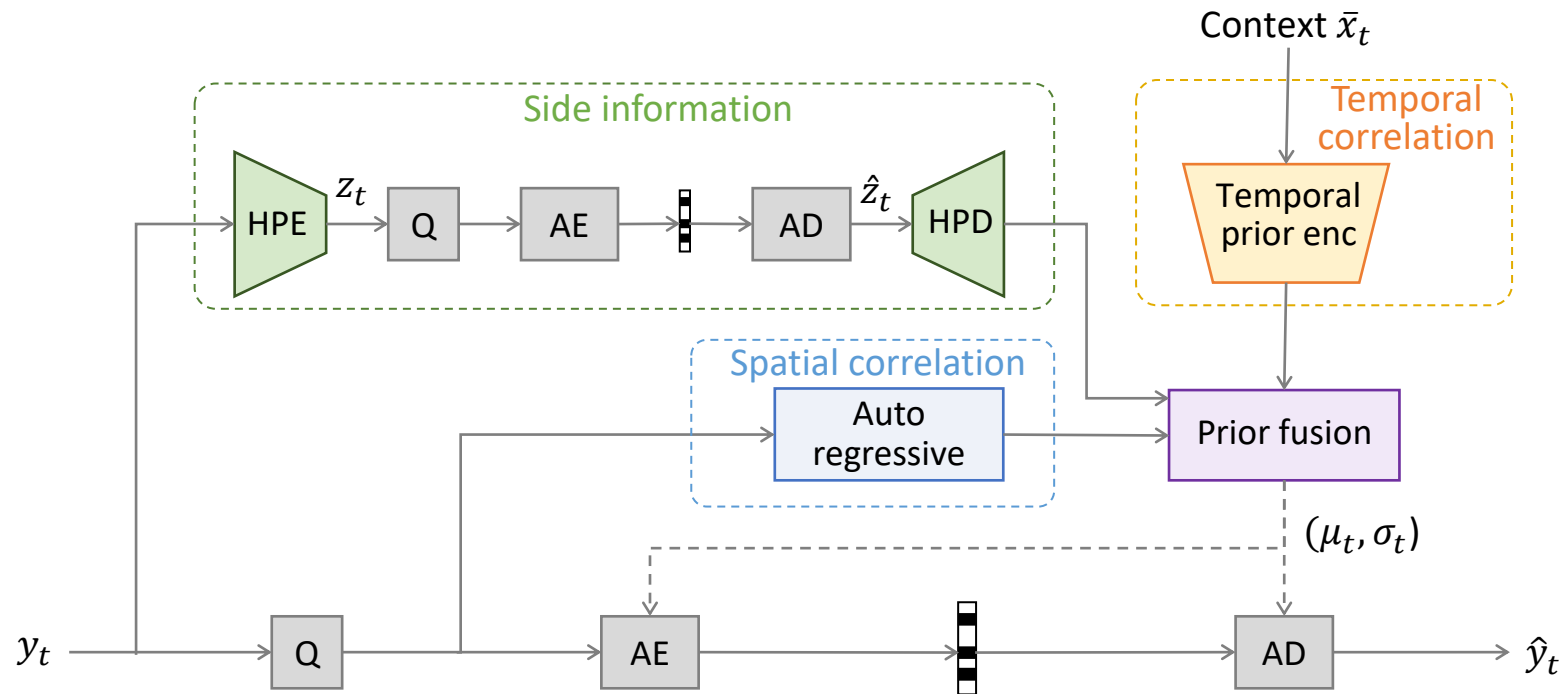 Context x̄_t
Side information
Temporal
correlation
HPE
z_t
Q
AE
AD
ẑ_t
HPD
Temporal
prior enc
Spatial correlation
Auto
regressive
Prior fusion
(μ_t, σ_t)
y_t
Q
AE
AD
ŷ_t